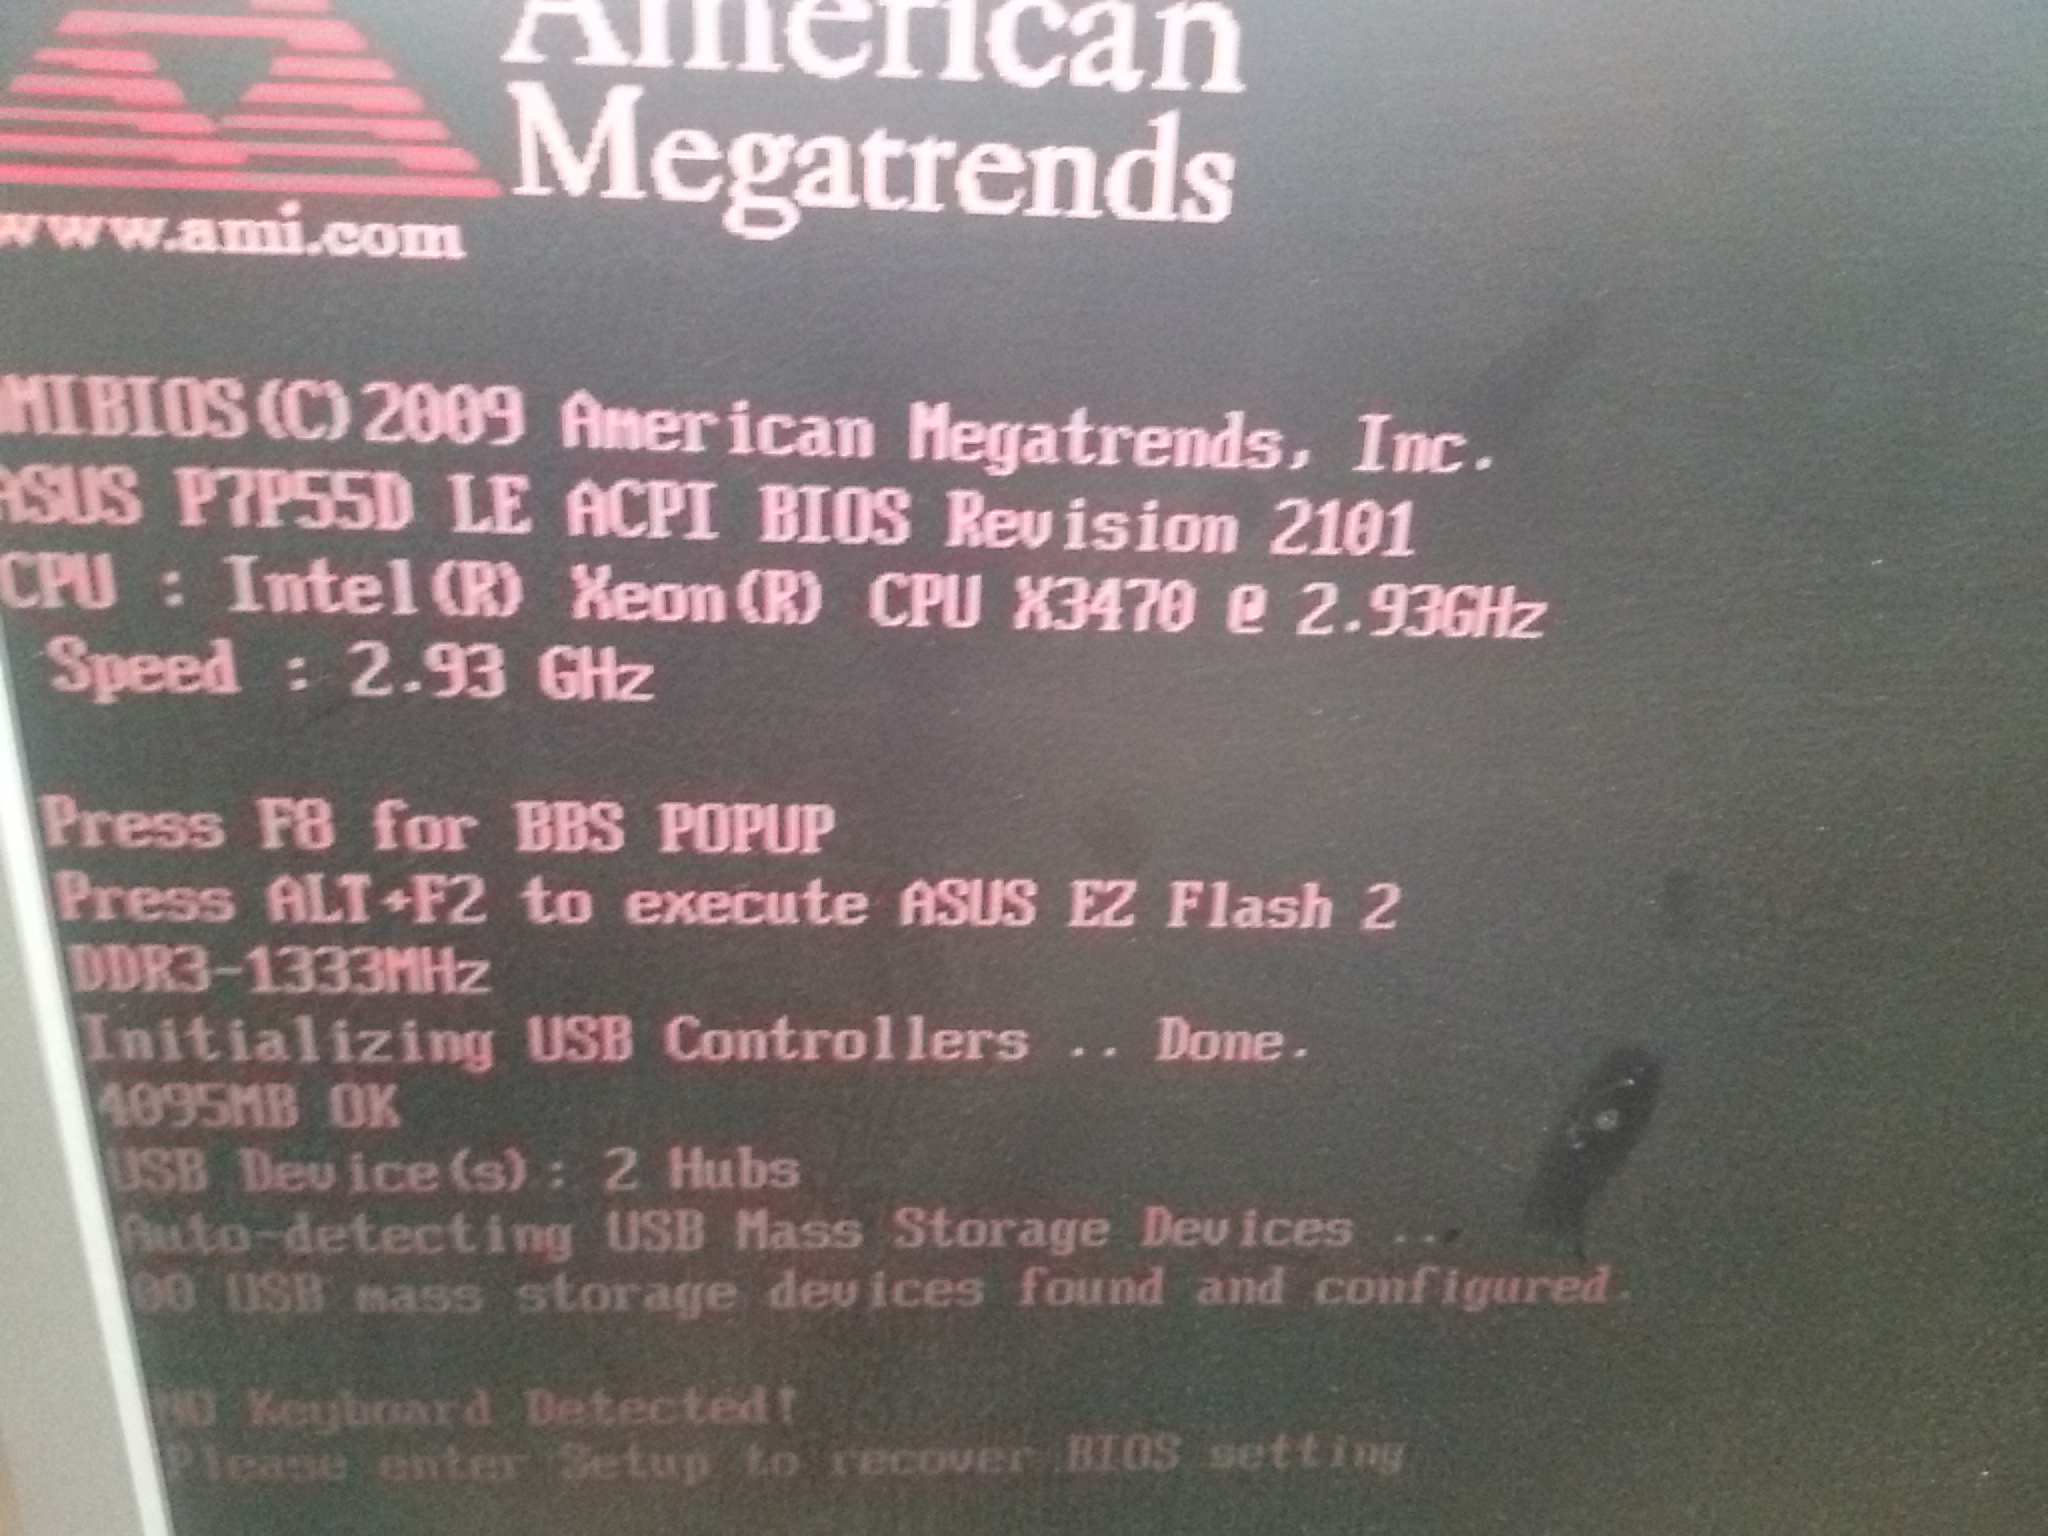 American
Megatrends
www.ami.com
AMIBIOS(C)2009 American Megatrends, Inc.
ASUS P7P55D LE ACPI BIOS Revision 2101
CPU : Intel(R) Xeon(R) CPU X3470 @ 2.93GHz
Speed : 2.93 GHz
Press F8 for BBS POPUP
Press ALT+F2 to execute ASUS EZ Flash 2
DDR3-1333MHz
Initializing USB Controllers .. Done.
4095MB OK
USB Device(s): 2 Hubs
Auto-detecting USB Mass Storage Devices ..
00 USB mass storage devices found and configured.
NO Keyboard Detected!
Please enter Setup to recover BIOS setting